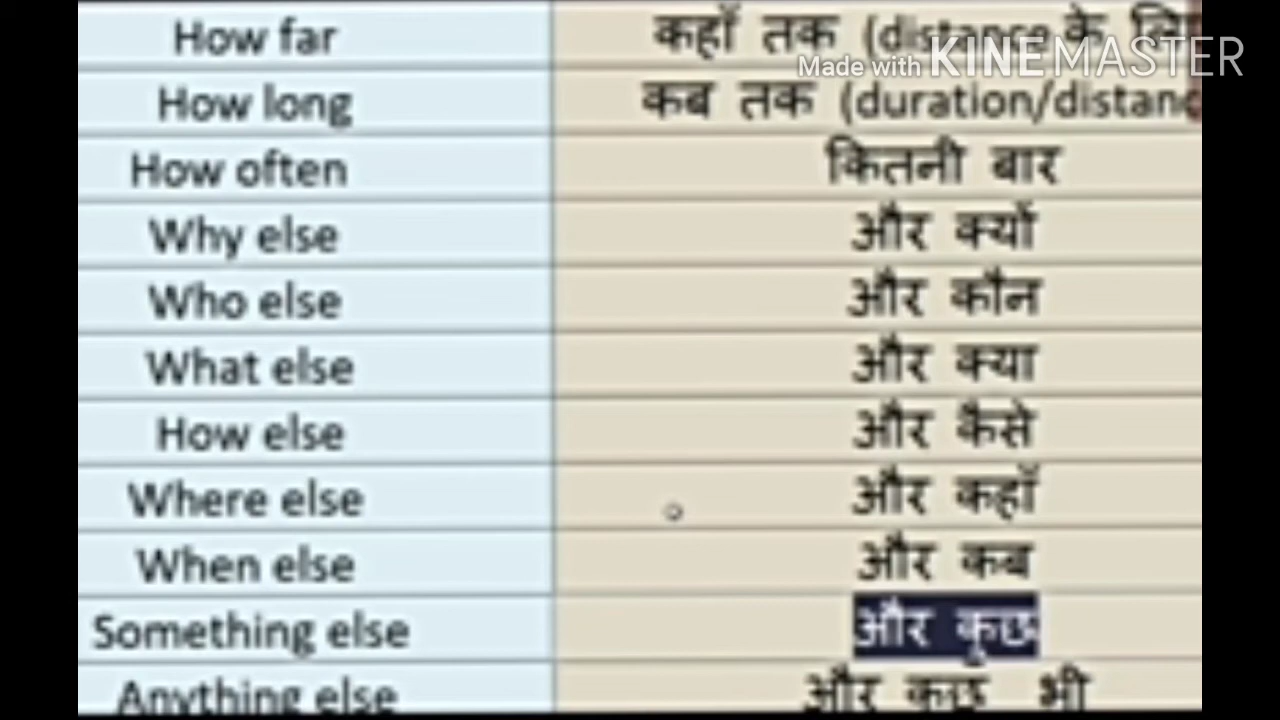 How far कहाँ तक (distance के
Made with KINEMASTER
How long कब तक (duration/distanc
How often कितनी बार
Why else और क्यों
Who else और कौन
What else और क्या
How else और कैसे
Where else और कहाँ
When else और कब
Something else और कुछ
Anything else और कुछ भी